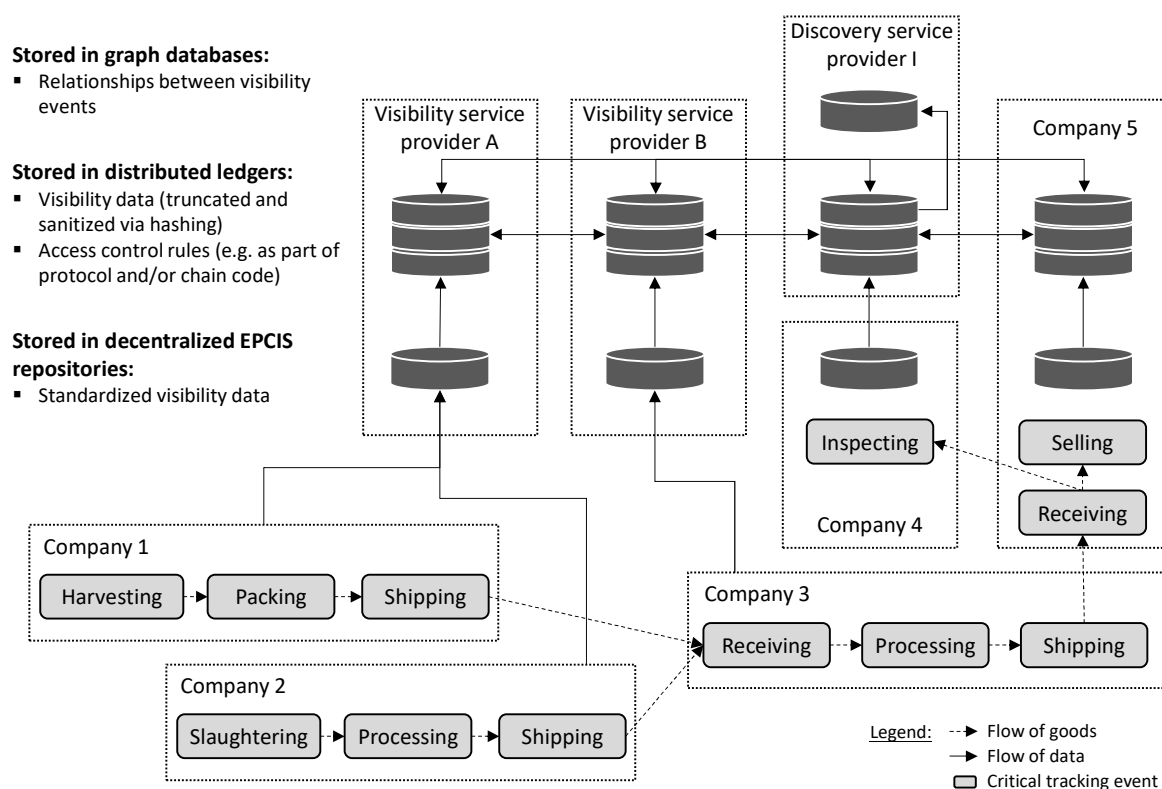 Stored in graph databases:
▪ Relationships between visibility
events
Stored in distributed ledgers:
▪ Visibility data (truncated and
sanitized via hashing)
▪ Access control rules (e.g. as part of
protocol and/or chain code)
Stored in decentralized EPCIS
repositories:
▪ Standardized visibility data
Visibility service
provider A
Visibility service
provider B
Discovery service
provider I
Company 5
Inspecting
Company 4
Selling
Receiving
Company 1
Harvesting
Packing
Shipping
Company 2
Slaughtering
Processing
Shipping
Company 3
Receiving
Processing
Shipping
Legend:
Flow of goods
Flow of data
Critical tracking event